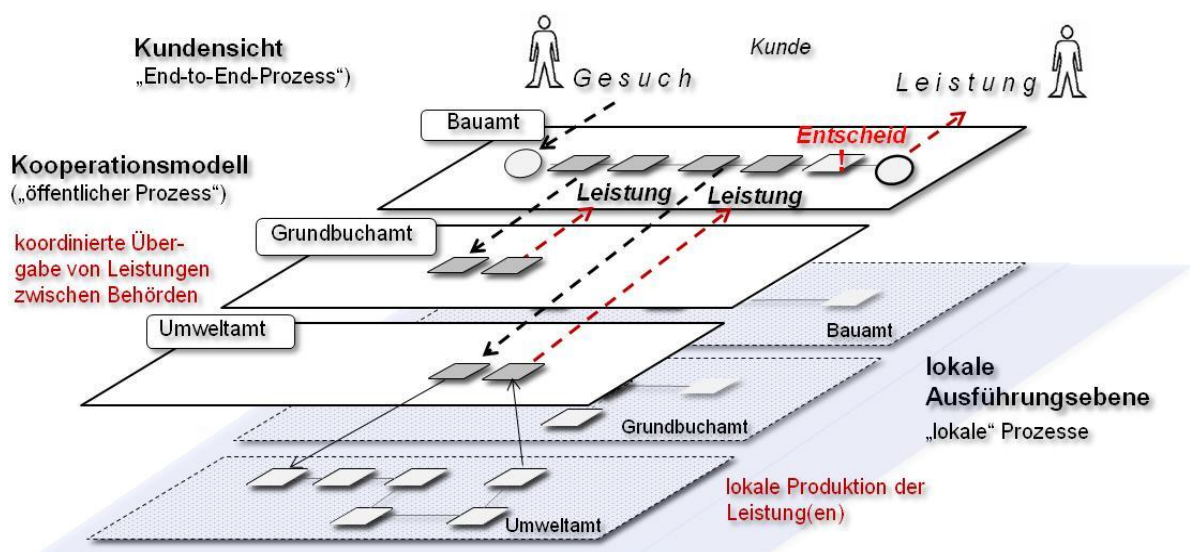 Kundensicht
„End-to-End-Prozess“)
Kunde
Gesuch
Leistung
Bauamt
Entscheid
!
Kooperationsmodell
(„öffentlicher Prozess“)
Leistung
Leistung
Grundbuchamt
koordinierte Über-
gabe von Leistungen
zwischen Behörden
Umweltamt
Bauamt
lokale
Ausführungsebene
„lokale“ Prozesse
Grundbuchamt
lokale Produktion der
Leistung(en)
Umweltamt